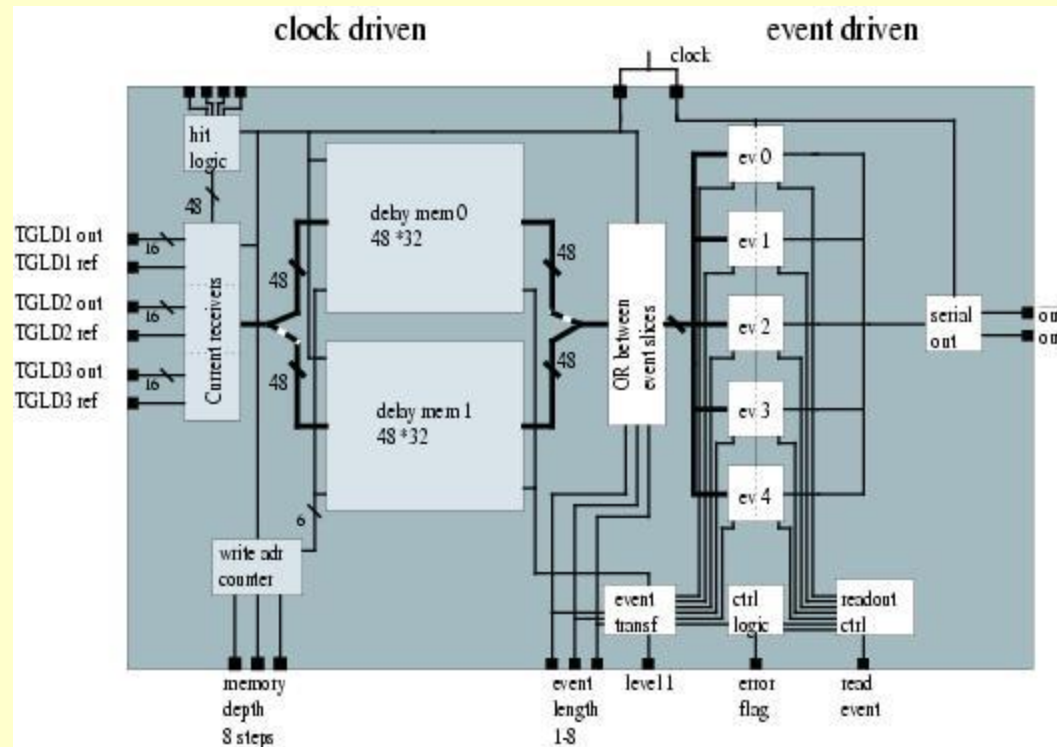 clock driven
event driven
clock
hit
logic
48
TGLD1 out
16
TGLD1 ref
TGLD2 out
16
TGLD2 ref
TGLD3 out
16
TGLD3 ref
Current receivers
48
48
delay mem 0
48 *32
delay mem 1
48 *32
48
48
OR between
event slices
ev 0
ev 1
ev 2
ev 3
ev 4
serial
out
6
write adr
counter
event
transf
ctrl
logic
readout
ctrl
memory
depth
8 steps
event
length
1-8
level 1
error
flag
read
event